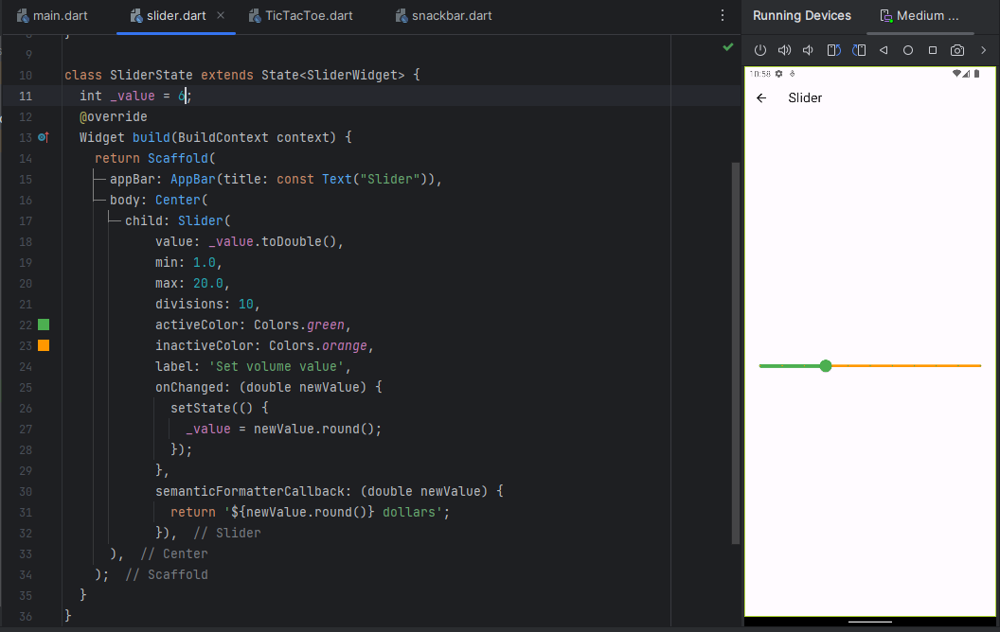 main.dart slider.dart TicTacToe.dart snackbar.dart
Running Devices Medium ...
9
10 class SliderState extends State<SliderWidget> {
11 int _value = 6;
12 @override
13 Widget build(BuildContext context) {
14 return Scaffold(
15 appBar: AppBar(title: const Text("Slider")),
16 body: Center(
17 child: Slider(
18 value: _value.toDouble(),
19 min: 1.0,
20 max: 20.0,
21 divisions: 10,
22 activeColor: Colors.green,
23 inactiveColor: Colors.orange,
24 label: 'Set volume value',
25 onChanged: (double newValue) {
26 setState(() {
27 _value = newValue.round();
28 });
29 },
30 semanticFormatterCallback: (double newValue) {
31 return '${newValue.round()} dollars';
32 }), // Slider
33 ), // Center
34 ); // Scaffold
35 }
36 }
10:58
Slider